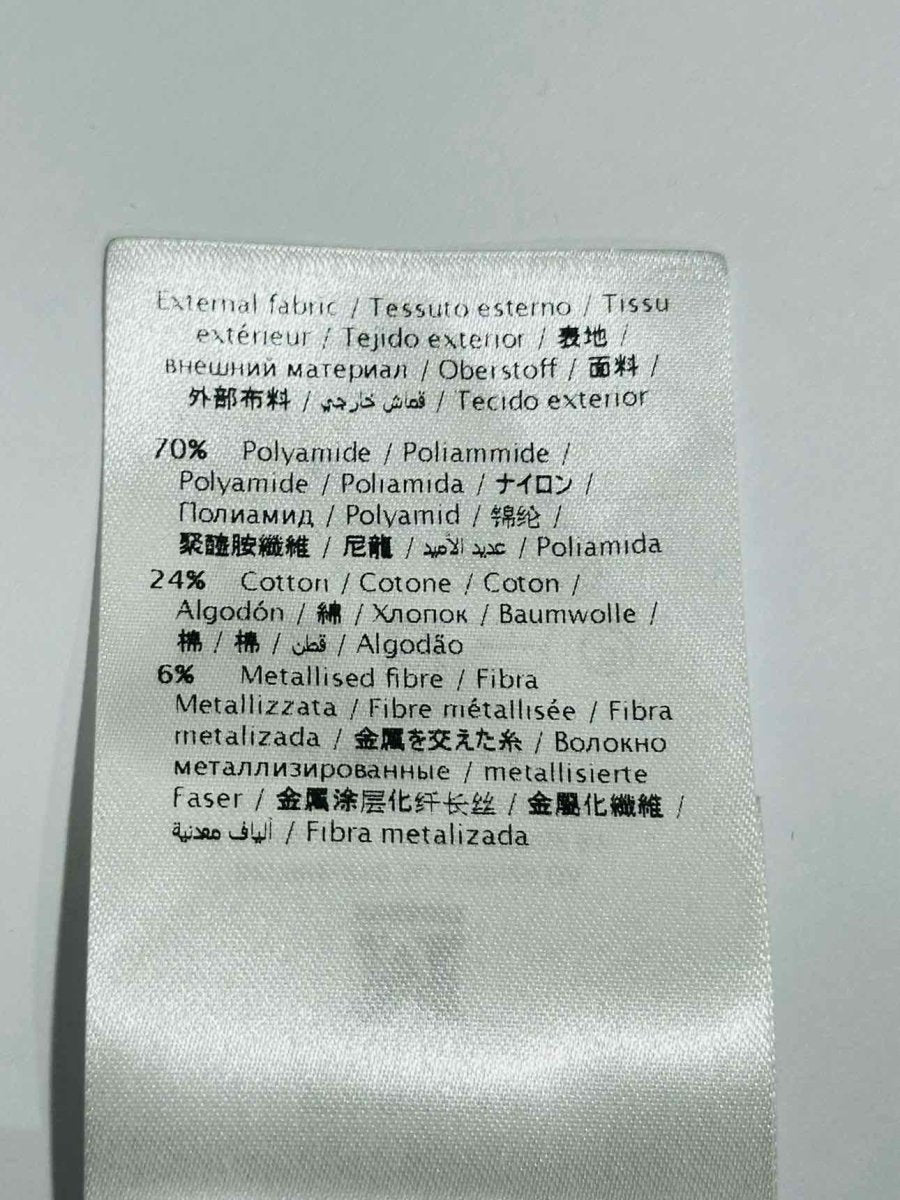 External fabric / Tessuto esterno / Tissu
extérieur / Tejido exterior / 表地 /
внешний материал / Oberstoff / 面料 /
外部布料 / قماش خارجي / Tecido exterior
70% Polyamide / Poliammide /
Polyamide / Poliamida / ナイロン /
Полиамид / Polyamid / 锦纶 /
聚醯胺纖維 / 尼龍 / عديد الأميد / Poliamida
24% Cotton / Cotone / Coton /
Algodón / 綿 / Хлопок / Baumwolle /
棉 / 棉 / قطن / Algodão
6% Metallised fibre / Fibra
Metallizzata / Fibre métallisée / Fibra
metalizada / 金属を交えた糸 / Волокно
металлизированные / metallisierte
Faser / 金属涂层化纤长丝 / 金屬化纖維 /
ألياف معدنية / Fibra metalizada